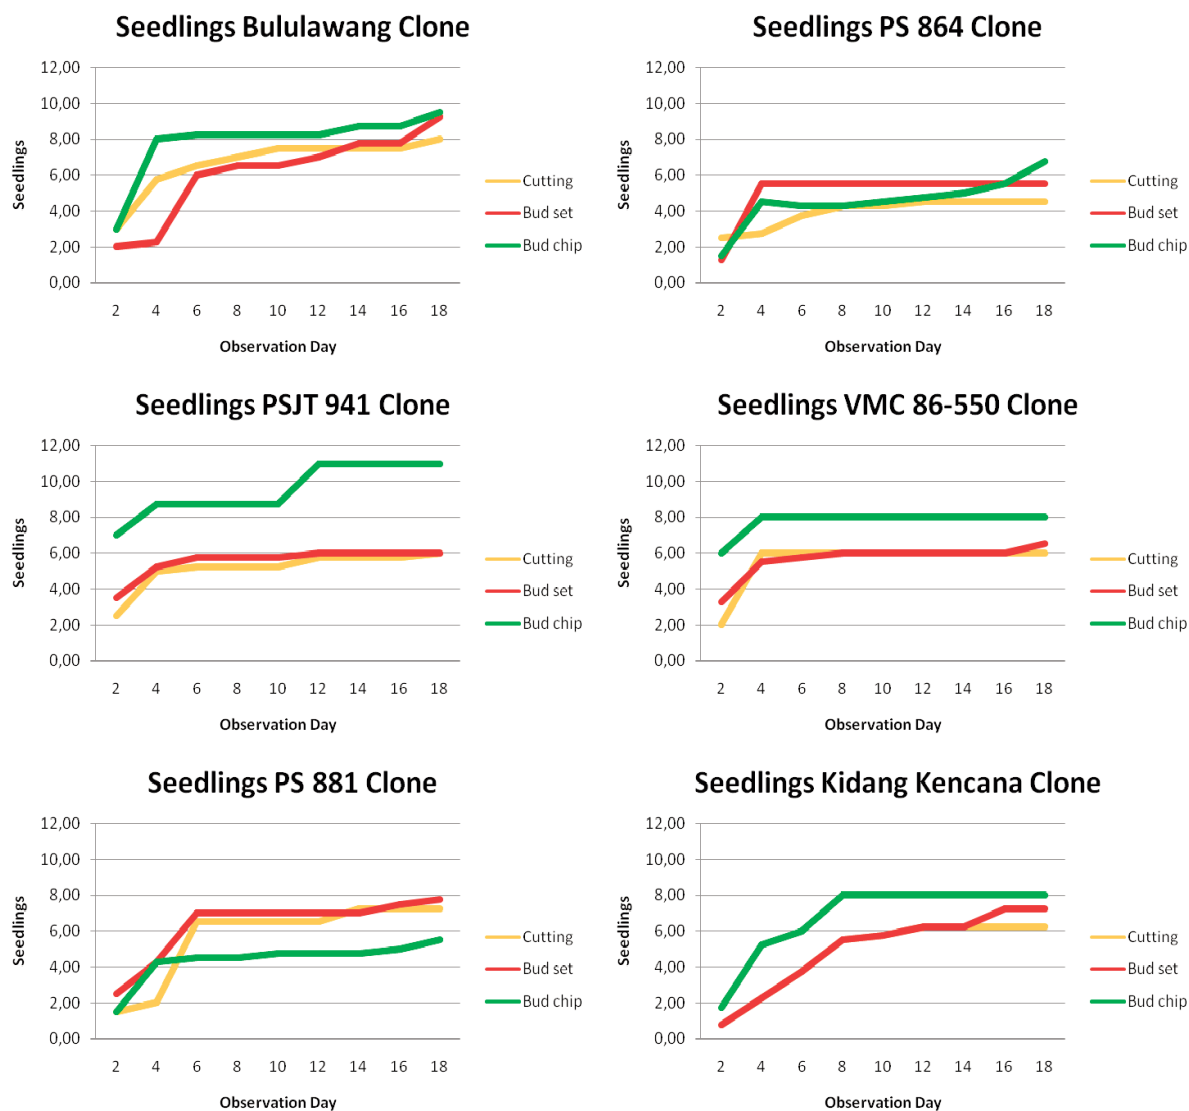 Seedlings Bululawang Clone
12,00
10,00
8,00
6,00
4,00
2,00
0,00
Seedlings
2 4 6 8 10 12 14 16 18
Observation Day
Cutting
Bud set
Bud chip
Seedlings PS 864 Clone
12,00
10,00
8,00
6,00
4,00
2,00
0,00
Seedlings
2 4 6 8 10 12 14 16 18
Observation Day
Cutting
Bud set
Bud chip
Seedlings PSJT 941 Clone
12,00
10,00
8,00
6,00
4,00
2,00
0,00
Seedlings
2 4 6 8 10 12 14 16 18
Observation Day
Cutting
Bud set
Bud chip
Seedlings VMC 86-550 Clone
12,00
10,00
8,00
6,00
4,00
2,00
0,00
Seedlings
2 4 6 8 10 12 14 16 18
Observation Day
Cutting
Bud set
Bud chip
Seedlings PS 881 Clone
12,00
10,00
8,00
6,00
4,00
2,00
0,00
Seedlings
2 4 6 8 10 12 14 16 18
Observation Day
Cutting
Bud set
Bud chip
Seedlings Kidang Kencana Clone
12,00
10,00
8,00
6,00
4,00
2,00
0,00
Seedlings
2 4 6 8 10 12 14 16 18
Observation Day
Cutting
Bud set
Bud chip